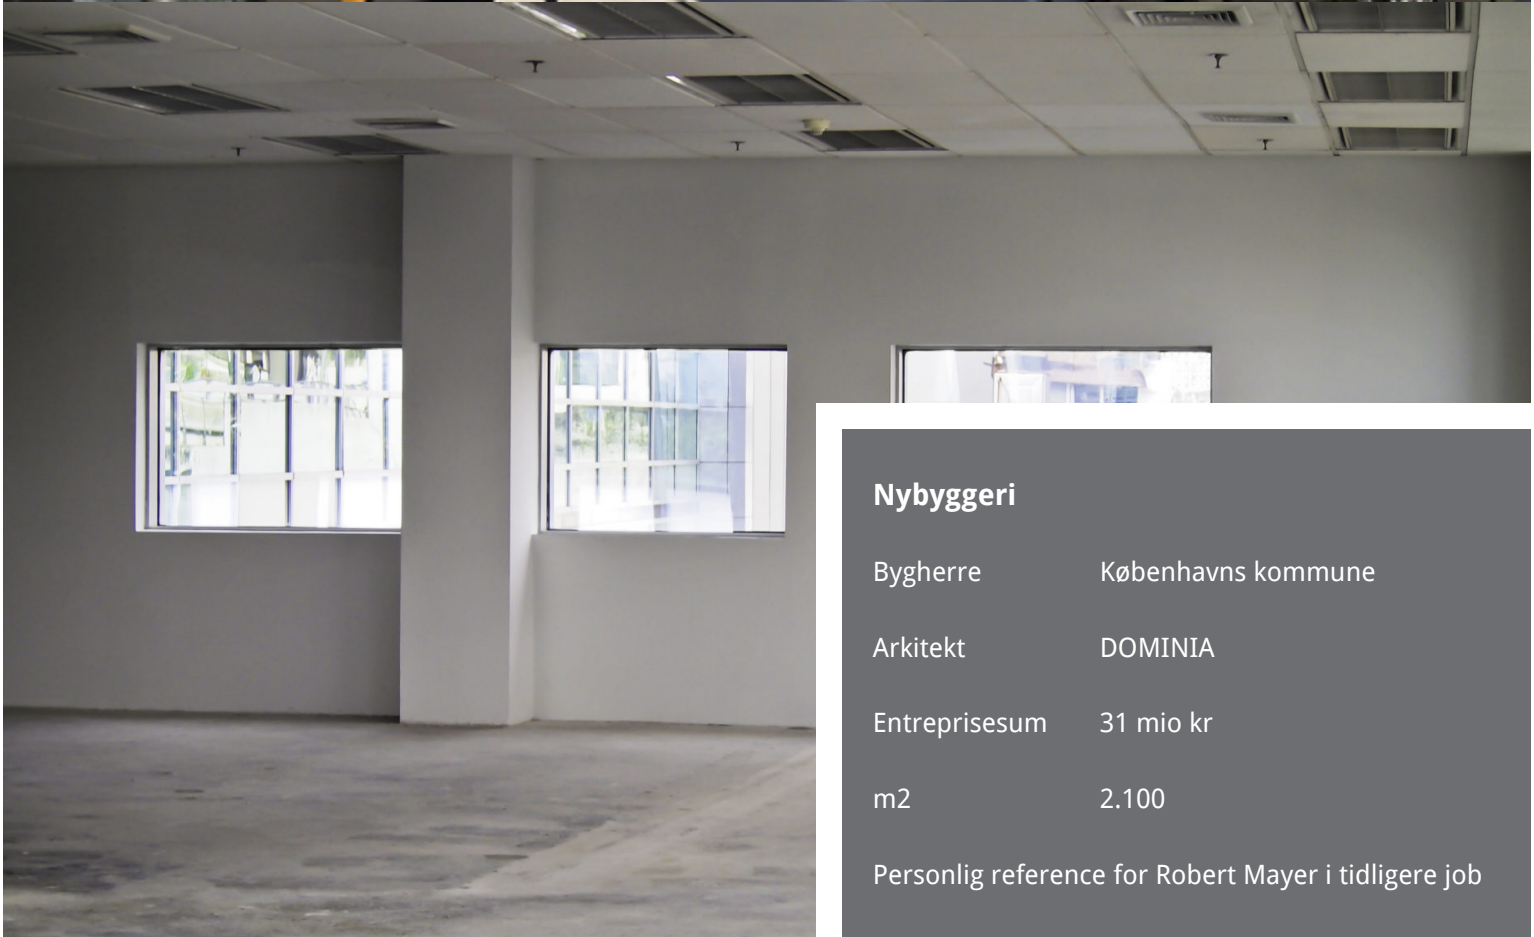 Nybyggeri
Bygherre København​s kommune
Arkitekt DOMINIA
Entreprisesum 31 mio kr
m2 2.100
Personlig reference for Robert Mayer i tidligere job